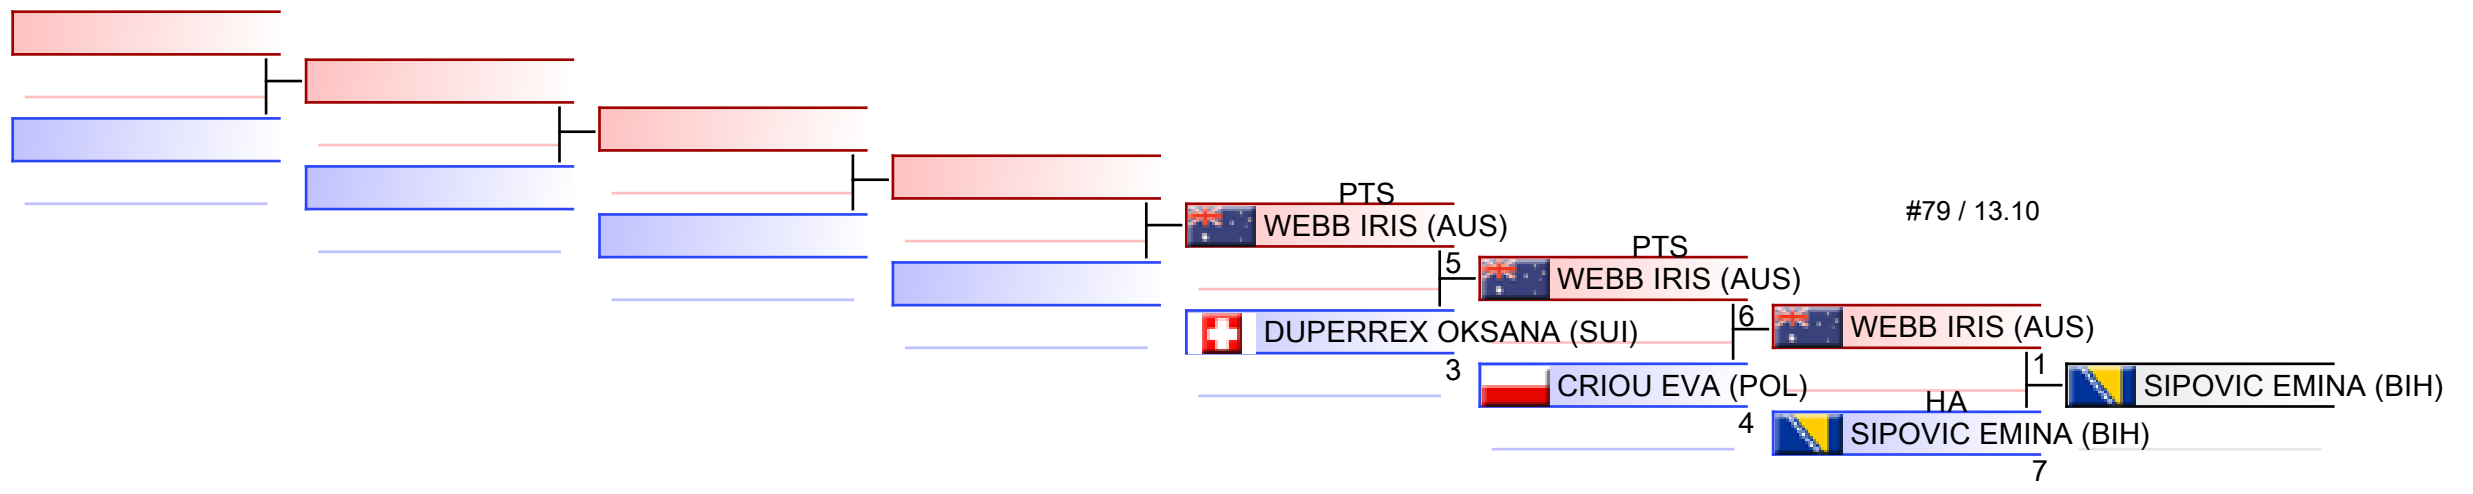 PTS
WEBB IRIS (AUS)
5
DUPERREX OKSANA (SUI)
3
#79 / 13.10
PTS
WEBB IRIS (AUS)
6
CRIOU EVA (POL)
4
WEBB IRIS (AUS)
1
HA
SIPOVIC EMINA (BIH)
7
SIPOVIC EMINA (BIH)